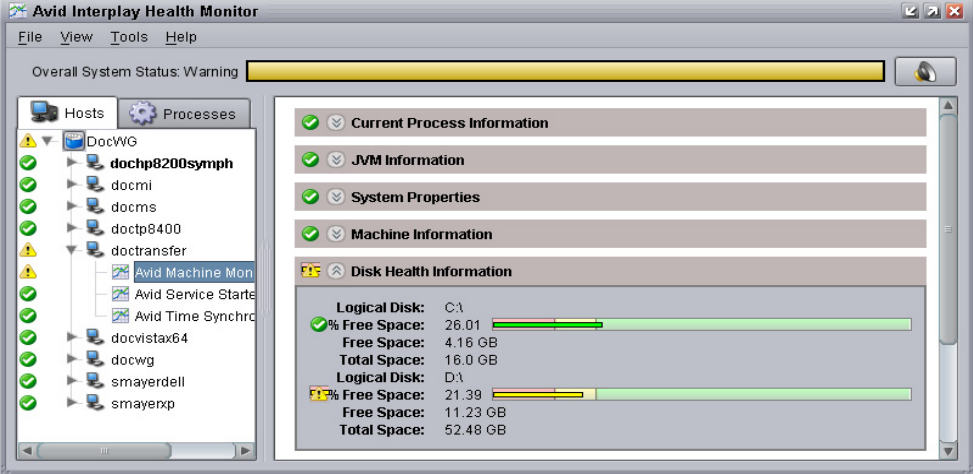 Avid Interplay Health Monitor
File View Tools Help
Overall System Status: Warning
Hosts Processes
DocWG
dochp8200symph
docmi
docms
doctp8400
doctransfer
Avid Machine Mon
Avid Service Starte
Avid Time Synchro
docvistax64
docwg
smayerdell
smayerxp
Current Process Information
JVM Information
System Properties
Machine Information
Disk Health Information
Logical Disk: C:\
% Free Space: 26.01
Free Space: 4.16 GB
Total Space: 16.0 GB
Logical Disk: D:\
% Free Space: 21.39
Free Space: 11.23 GB
Total Space: 52.48 GB